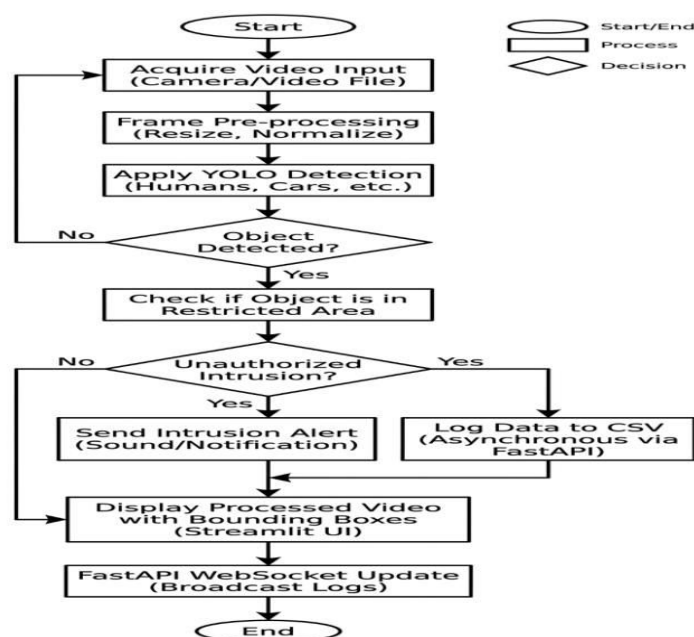 Start
Start/End
Process
Decision
Acquire Video Input
(Camera/Video File)
Frame Pre-processing
(Resize, Normalize)
Apply YOLO Detection
(Humans, Cars, etc.)
No
Object
Detected?
Yes
Check if Object is in
Restricted Area
No
Unauthorized
Intrusion?
Yes
Yes
Send Intrusion Alert
(Sound/Notification)
Log Data to CSV
(Asynchronous via
FastAPI)
Display Processed Video
with Bounding Boxes
(Streamlit UI)
FastAPI WebSocket Update
(Broadcast Logs)
End